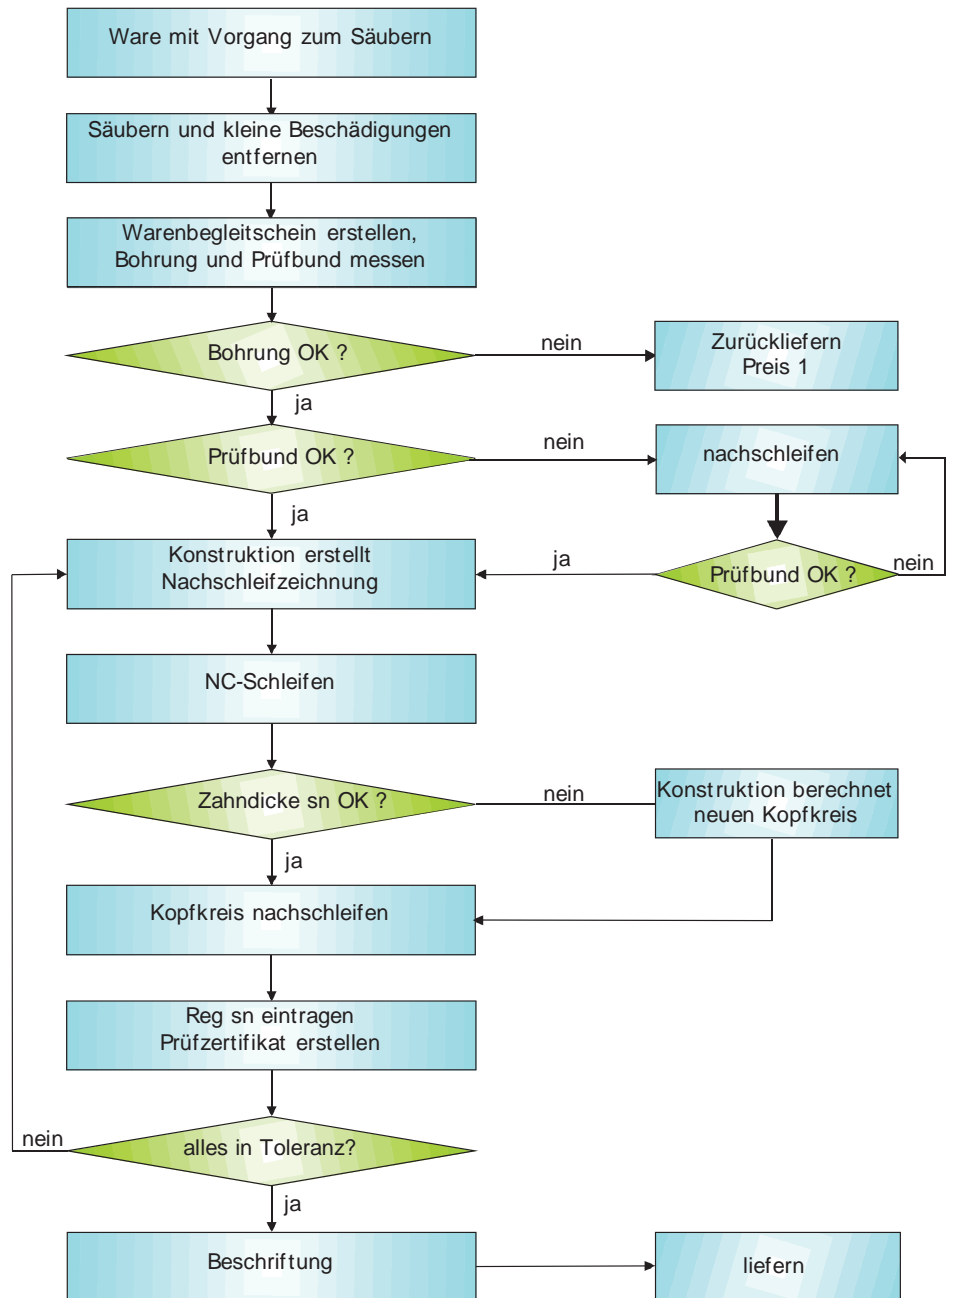 Ware mit Vorgang zum Säubern
Säubern und kleine Beschädigungen
entfernen
Warenbegleitschein erstellen,
Bohrung und Prüfbund messen
Bohrung OK ?
nein
Zurückliefern
Preis 1
ja
Prüfbund OK ?
nein
nachschleifen
ja
Konstruktion erstellt
Nachschleifzeichnung
ja
Prüfbund OK ?
nein
NC-Schleifen
Zahndicke sn OK ?
nein
Konstruktion berechnet
neuen Kopfkreis
ja
Kopfkreis nachschleifen
Reg sn eintragen
Prüfzertifikat erstellen
nein
alles in Toleranz?
ja
Beschriftung
liefern